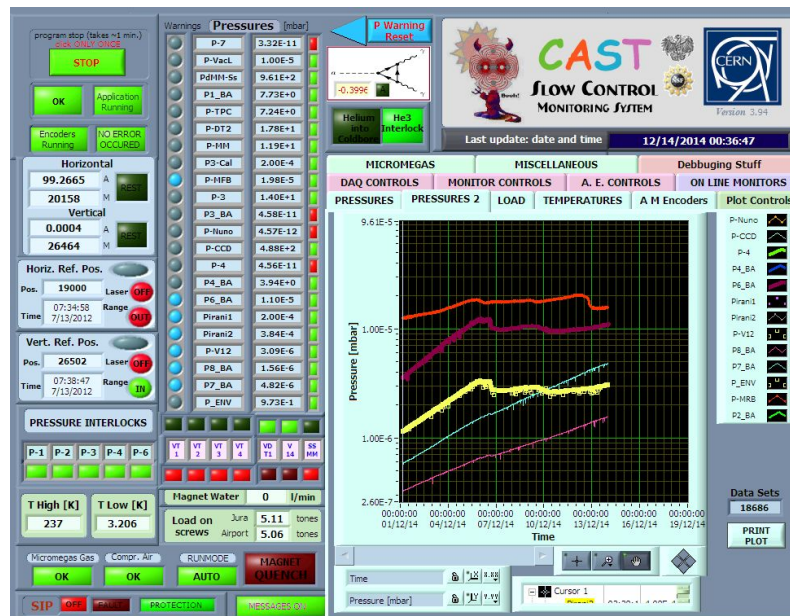 program stop (takes ~1 min.)
pick ONLY ONCE
STOP
OK
Application
Running
Encoders
Running
NO ERROR
OCCURED
Horizontal
99.2665 A
20158 M
REST
Vertical
0.0004 A
26464 M
REST
Horiz. Ref. Pos.
Pos. 19000 Laser OFF
Time 07:34:58
7/13/2012
Range OUT
Vert. Ref. Pos.
Pos. 26502 Laser OFF
Time 07:38:47
7/13/2012
Range IN
PRESSURE INTERLOCKS
P-1 P-2 P-3 P-4 P-6
T High [K] T Low [K]
237 3.206
Micromegas Gas Compr. Air RUNMODE
OK OK AUTO
MAGNET
QUENCH
SIP OFF PROTECTION MESSAGES ON
Warnings Pressures [mbar]
P-7 3.32E-11
P-VacL 1.00E-5
PdMM-Ss 9.61E+2
P1_BA 7.73E+0
P-TPC 7.24E+0
P-DT2 1.78E+1
P-MM 1.19E+1
P3-Cal 2.00E-4
P-MFB 1.98E-5
P-3 1.40E+1
P3_BA 4.58E-11
P-Nuno 4.57E-12
P-CCD 4.88E+2
P-4 4.56E-11
P4_BA 3.94E+0
P6_BA 1.10E-5
Pirani1 2.00E-4
Pirani2 3.84E-4
P-V12 3.09E-6
P8_BA 1.56E-6
P7_BA 4.82E-6
P_ENV 9.73E-1
VT 1 VT 2 VT 3 VT 4 VD T1 V 14 SS MM
Magnet Water 0 l/min
Load on
screws
Jura 5.11 tones
Airport 5.06 tones
P Warning
Reset
-0.3996
Helium
into
Coldbore
He3
Interlock
CAST
SLOW CONTROL
MONITORING SYSTEM
CERN
Version 3.94
Last update: date and time 12/14/2014 00:36:47
MICROMEGAS MISCELLANEOUS Debbuging Stuff
DAQ CONTROLS MONITOR CONTROLS A. E. CONTROLS ON LINE MONITORS
PRESSURES PRESSURES 2 LOAD TEMPERATURES A M Encoders Plot Controls
9.61E-5
1.00E-5
1.00E-6
2.60E-7
Pressure [mbar]
00:00:00 00:00:00 00:00:00 00:00:00 00:00:00 00:00:00 00:00:00
01/12/14 04/12/14 07/12/14 10/12/14 13/12/14 16/12/14 19/12/14
Time
P-Nuno
P-CCD
P-4
P4_BA
P6_BA
Pirani1
Pirani2
P-V12
P8_BA
P7_BA
P_ENV
P-MRB
P2_BA
Data Sets
18686
PRINT
PLOT
Time
Pressure [mbar]
Cursor 1